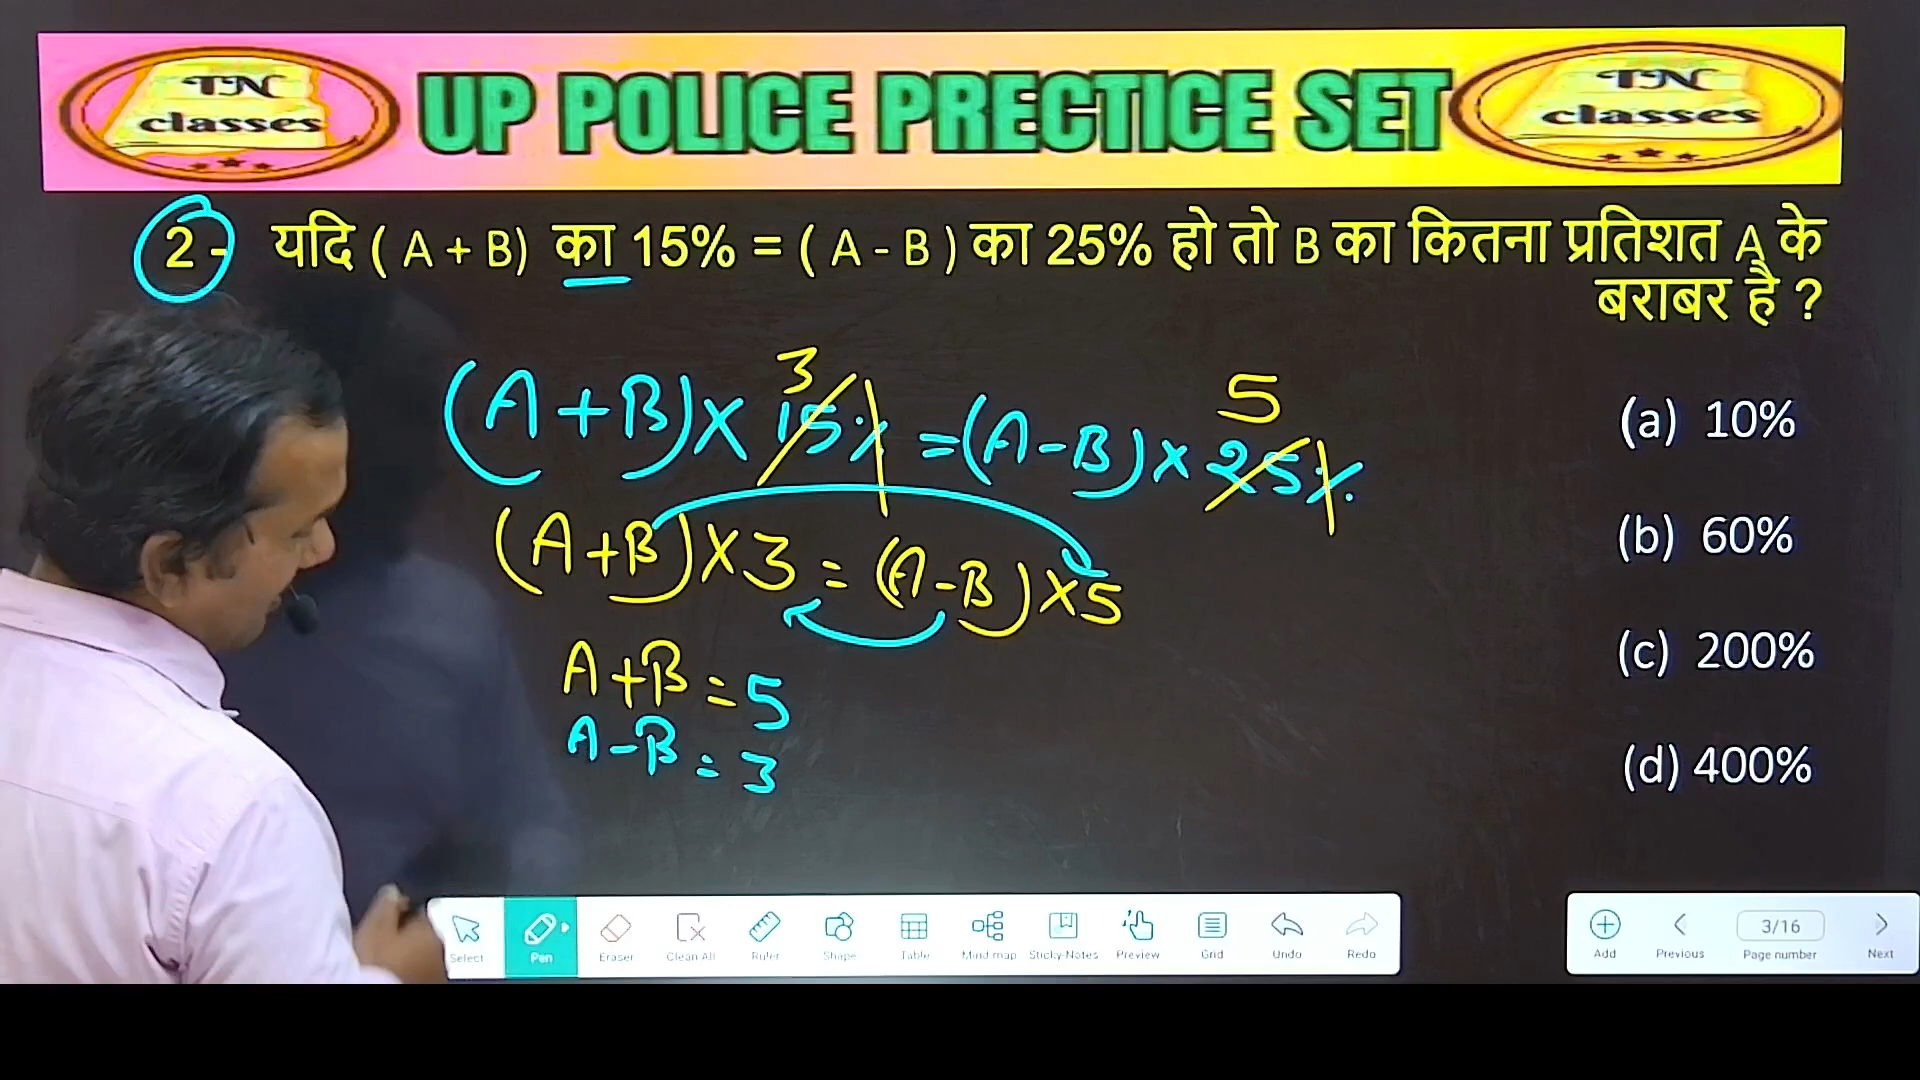 TN classes UP POLICE PRECTICE SET TN classes
2- यदि ( A + B) का 15% = ( A - B ) का 25% हो तो B का कितना प्रतिशत A के
बराबर है ?
3 5
(A+B)× 15% = (A-B)× 25%
(A+B)×3 = (A-B)×5
A+B = 5
A-B = 3
(a) 10%
(b) 60%
(c) 200%
(d) 400%
Select Pen Eraser Clean All Ruler Shape Table Mind map Sticky-Notes Preview Grid Undo Redo
3/16
Add Previous Page number Next